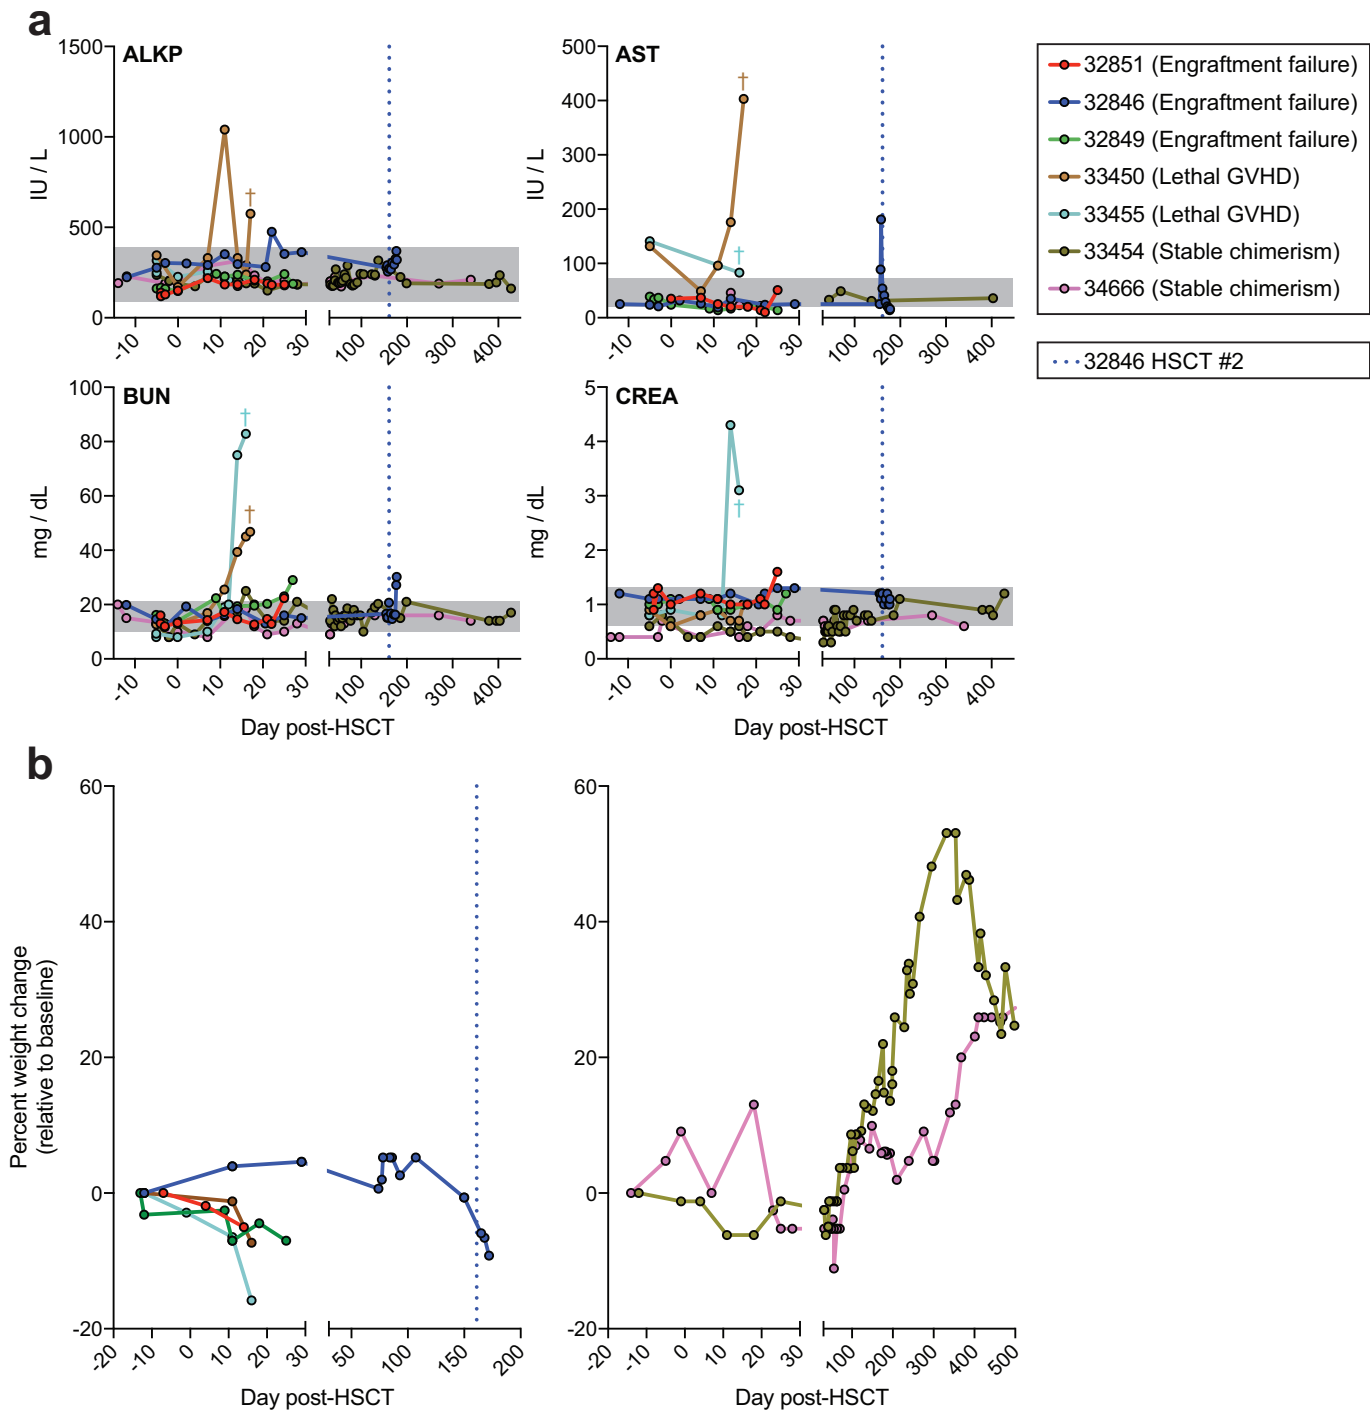 a
ALKP
IU / L
1500
1000
500
0
-10 0 10 20 30 100 200 300 400
AST
IU / L
500
400
300
200
100
0
-10 0 10 20 30 100 200 300 400
†
†
†
32851 (Engraftment failure)
32846 (Engraftment failure)
32849 (Engraftment failure)
33450 (Lethal GVHD)
33455 (Lethal GVHD)
33454 (Stable chimerism)
34666 (Stable chimerism)
32846 HSCT #2
BUN
mg / dL
100
80
60
40
20
0
-10 0 10 20 30 100 200 300 400
Day post-HSCT
†
†
CREA
mg / dL
5
4
3
2
1
0
-10 0 10 20 30 100 200 300 400
Day post-HSCT
†
b
Percent weight change
(relative to baseline)
60
40
20
0
-20
-20 -10 0 10 20 30 50 100 150 200
Day post-HSCT
60
40
20
0
-20
-20 -10 0 10 20 30 100 200 300 400 500
Day post-HSCT